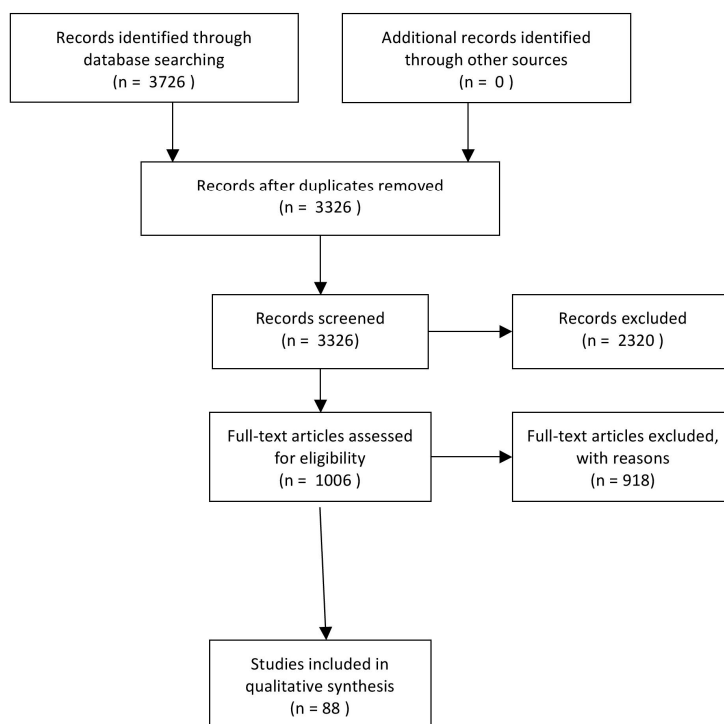 Records identified through
database searching
(n = 3726 )
Additional records identified
through other sources
(n = 0 )
Records after duplicates removed
(n = 3326 )
Records screened
(n = 3326)
Records excluded
(n = 2320 )
Full-text articles assessed
for eligibility
(n = 1006 )
Full-text articles excluded,
with reasons
(n = 918)
Studies included in
qualitative synthesis
(n = 88 )